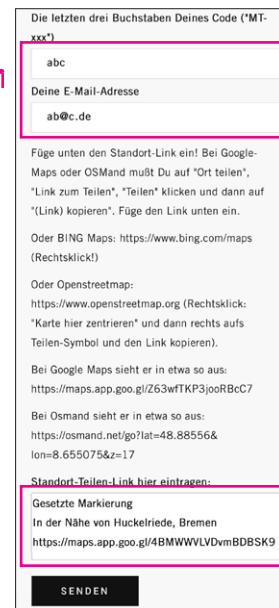 Die letzten drei Buchstaben Deines Code ("MT-
xxx")
abc
Deine E-Mail-Adresse
ab@c.de
Füge unten den Standort-Link ein! Bei Google-
Maps oder OSMand mußt Du auf "Ort teilen",
"Link zum Teilen", "Teilen" klicken und dann auf
"(Link) kopieren". Füge den Link unten ein.
Oder BING Maps: https://www.bing.com/maps
(Rechtsklick!)
Oder Openstreetmap:
https://www.openstreetmap.org (Rechtsklick:
"Karte hier zentrieren" und dann rechts aufs
Teilen-Symbol und den Link kopieren).
Bei Google Maps sieht er in etwa so aus:
https://maps.app.goo.gl/Z63wfTKP3jooRBcC7
Bei Osmand sieht er in etwa so aus:
https://osmand.net/go?lat=48.88556&
lon=8.655075&z=17
Standort-Teilen-Link hier eintragen:
Gesetzte Markierung
In der Nähe von Huckelriede, Bremen
https://maps.app.goo.gl/4BMWWVLVDvmBDBSK9
SENDEN